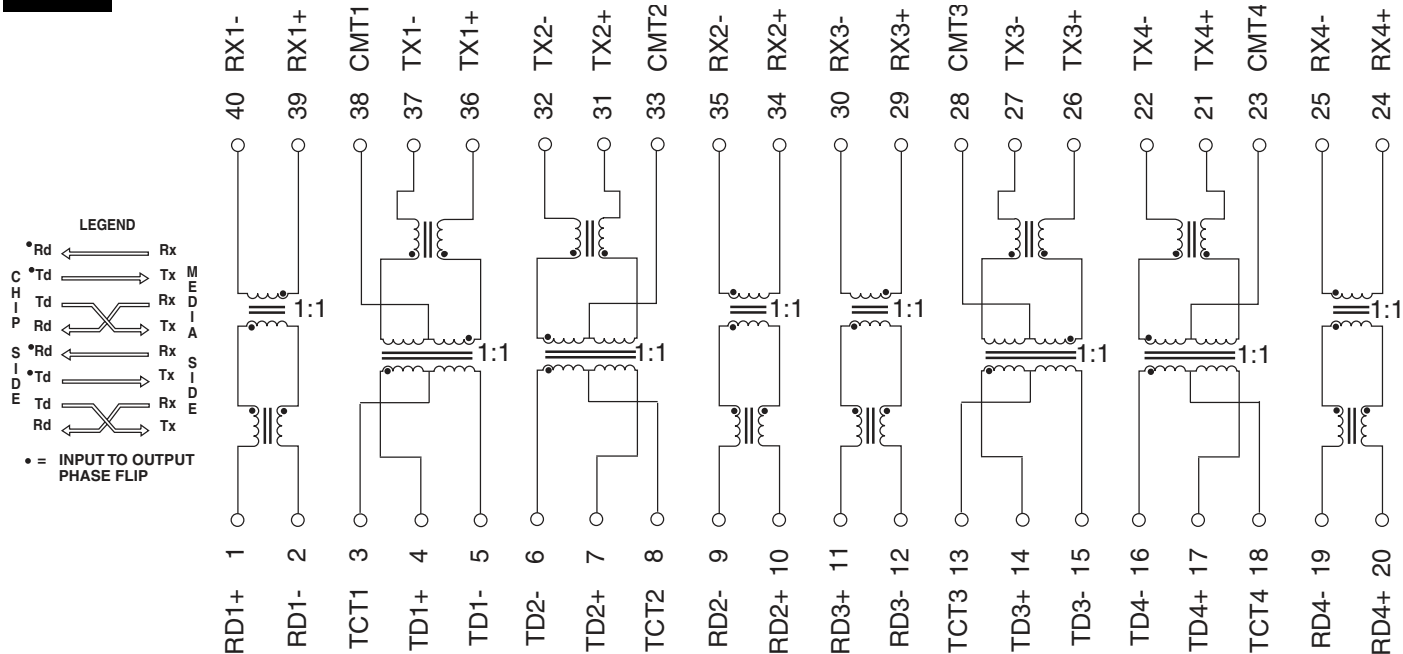 RX1- RX1+ CMT1 TX1- TX1+ TX2- TX2+ CMT2 RX2- RX2+ RX3- RX3+ CMT3 TX3- TX3+ TX4- TX4+ CMT4 RX4- RX4+
40 39 38 37 36 32 31 33 35 34 30 29 28 27 26 22 21 23 25 24
LEGEND
•Rd Rx
•Td Tx
Td Rx
Rd Tx
•Rd Rx
•Td Tx
Td Rx
Rd Tx
CHIP SIDE
MEDIA SIDE
• = INPUT TO OUTPUT
PHASE FLIP
1:1 1:1 1:1 1:1 1:1 1:1 1:1 1:1
1 2 3 4 5 6 7 8 9 10 11 12 13 14 15 16 17 18 19 20
RD1+ RD1- TCT1 TD1+ TD1- TD2- TD2+ TCT2 RD2- RD2+ RD3+ RD3- TCT3 TD3+ TD3- TD4- TD4+ TCT4 RD4- RD4+